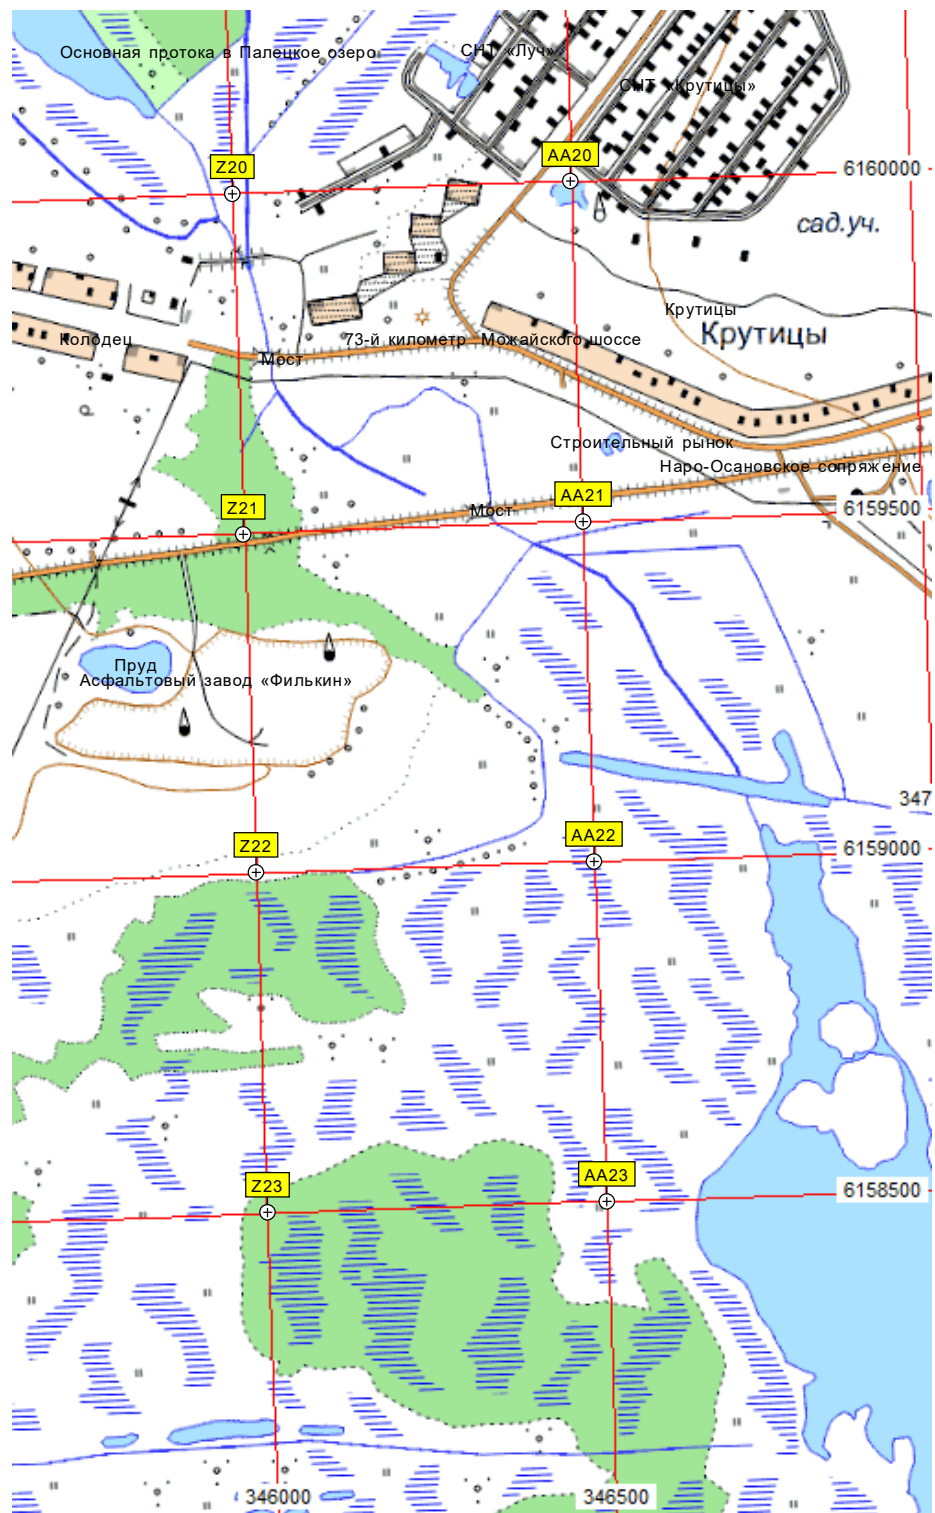 Основная протока в Палецкое озеро
СНТ «Луч»
СНТ «Крутицы»
Z20
AA20
6160000
сад.уч.
Крутицы
Крутицы
Колодец
73-й километр Можайского шоссе
Мост
Строительный рынок
Наро-Осановское сопряжение
Z21
AA21
Мост
6159500
Пруд
Асфальтовый завод «Филькин»
347
Z22
AA22
6159000
Z23
AA23
6158500
346000
346500